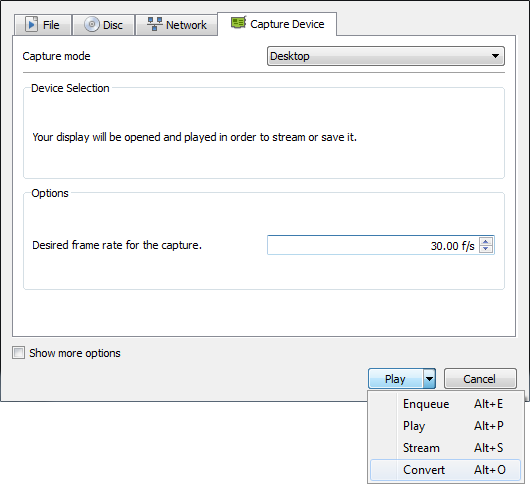 File Disc Network Capture Device
Capture mode Desktop
Device Selection
Your display will be opened and played in order to stream or save it.
Options
Desired frame rate for the capture. 30.00 f/s
Show more options
Play Cancel
Enqueue Alt+E
Play Alt+P
Stream Alt+S
Convert Alt+O